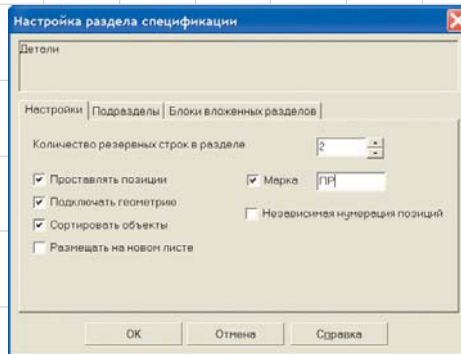 Настройка раздела спецификации
Детали
Настройки Подразделы Блоки вложенных разделов
Количество резервных строк в разделе 2
Проставлять позиции Марка ПР
Подключать геометрию
Независимая нумерация позиций
Сортировать объекты
Размещать на новом листе
ОК Отмена Справка